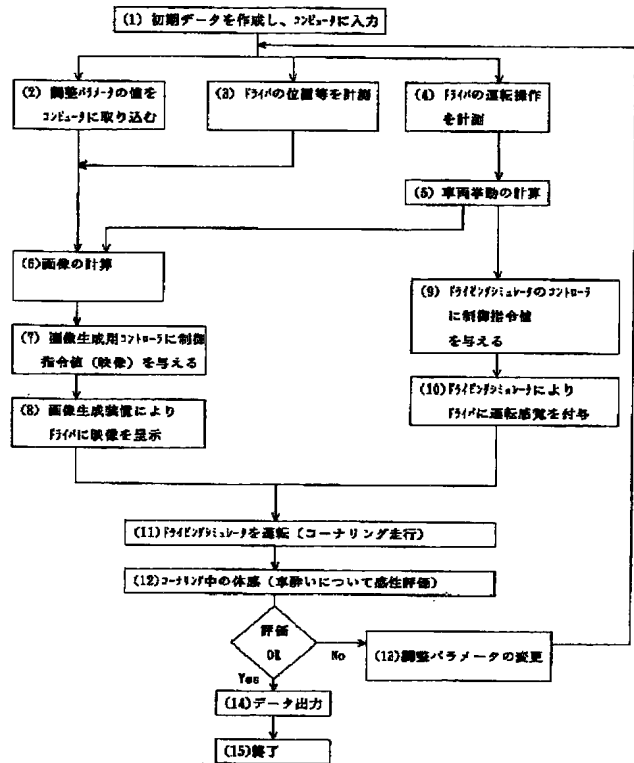 (1) 初期データを作成し、コンピュータに入力
(2) 調整パラメータの値を
コンピュータに取り込む
(3) ドライバの位置等を計測
(4) ドライバの運転操作
を計測
(5) 車両挙動の計算
(6)画像の計算
(7) 画像生成用コントローラに制御
指令値（映像）を与える
(8) 画像生成装置により
ドライバに映像を呈示
(9) ドライビングシミュレータのコントローラ
に制御指令値
を与える
(10)ドライビングシミュレータにより
ドライバに運転感覚を付与
(11)ドライビングシミュレータを運転（コーナリング走行）
(12)コーナリング中の体感（車酔いについて感性評価）
評価
OK
No
Yes
(13)調整パラメータの変更
(14)データ出力
(15)終了